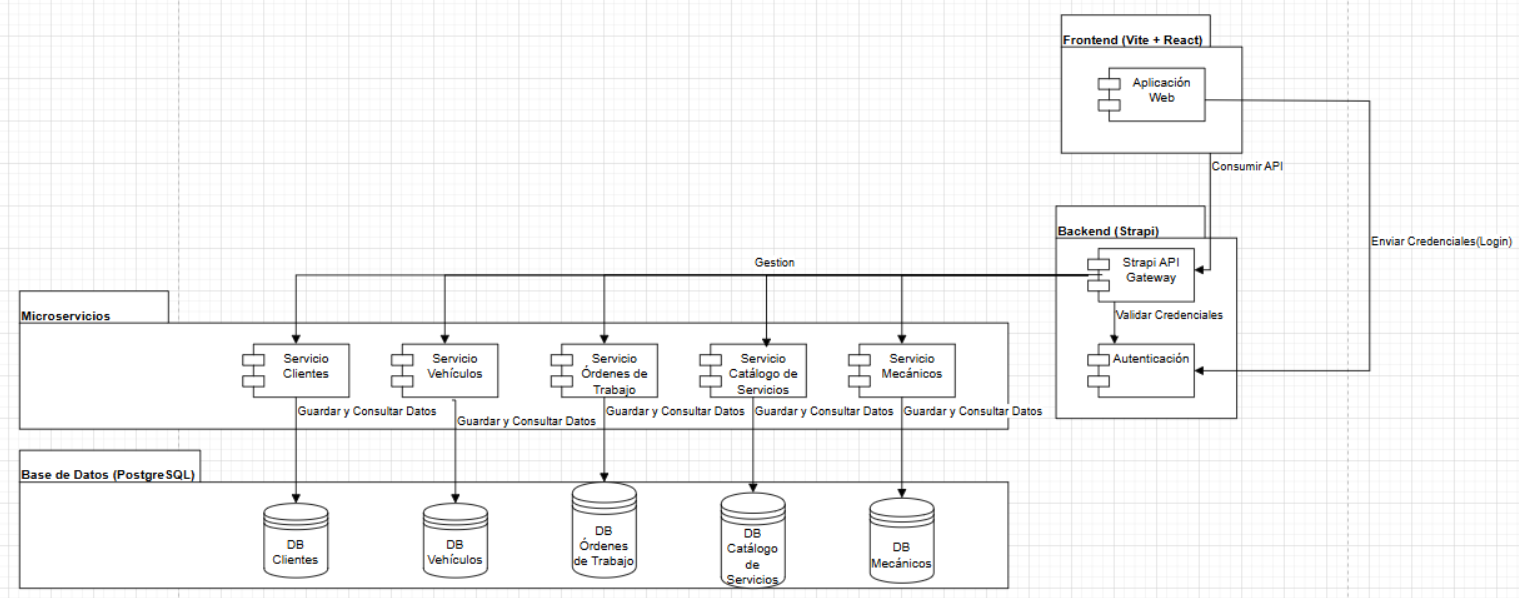 Frontend (Vite + React)
Aplicación
Web
Consumir API
Backend (Strapi)
Enviar Credenciales(Login)
Strapi API
Gateway
Gestion
Validar Credenciales
Autenticación
Microservicios
Servicio
Clientes
Servicio
Vehículos
Servicio
Órdenes de
Trabajo
Servicio
Catálogo de
Servicios
Servicio
Mecánicos
Guardar y Consultar Datos
Guardar y Consultar Datos
Guardar y Consultar Datos
Guardar y Consultar Datos
Guardar y Consultar Datos
Base de Datos (PostgreSQL)
DB
Clientes
DB
Vehículos
DB
Órdenes
de Trabajo
DB
Catálogo
de
Servicios
DB
Mecánicos